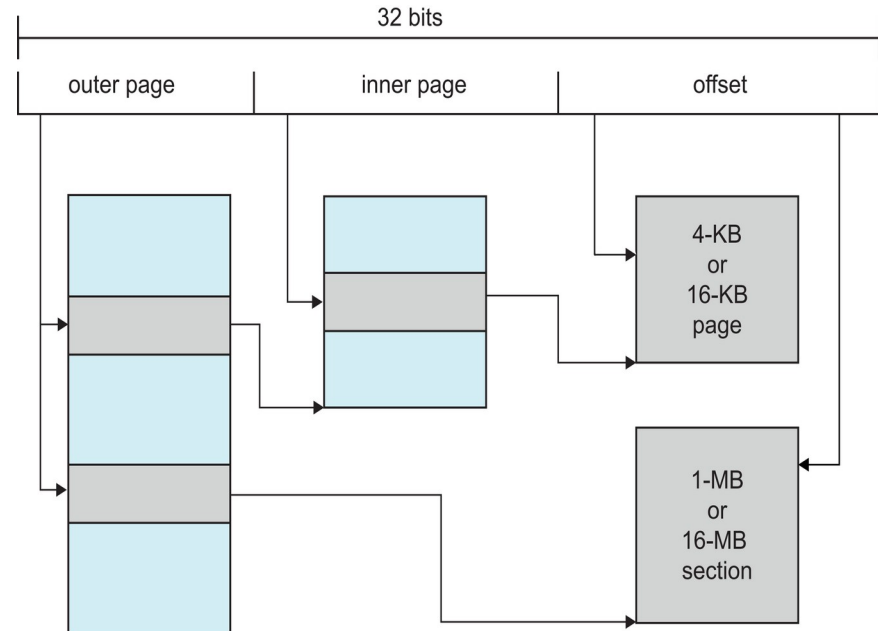 32 bits
outer page
inner page
offset
4-KB
or
16-KB
page
1-MB
or
16-MB
section